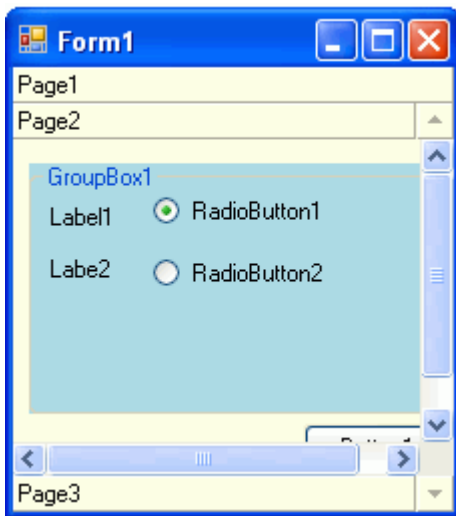 Form1
Page1
Page2
GroupBox1
Label1
RadioButton1
Labe2
RadioButton2
Page3